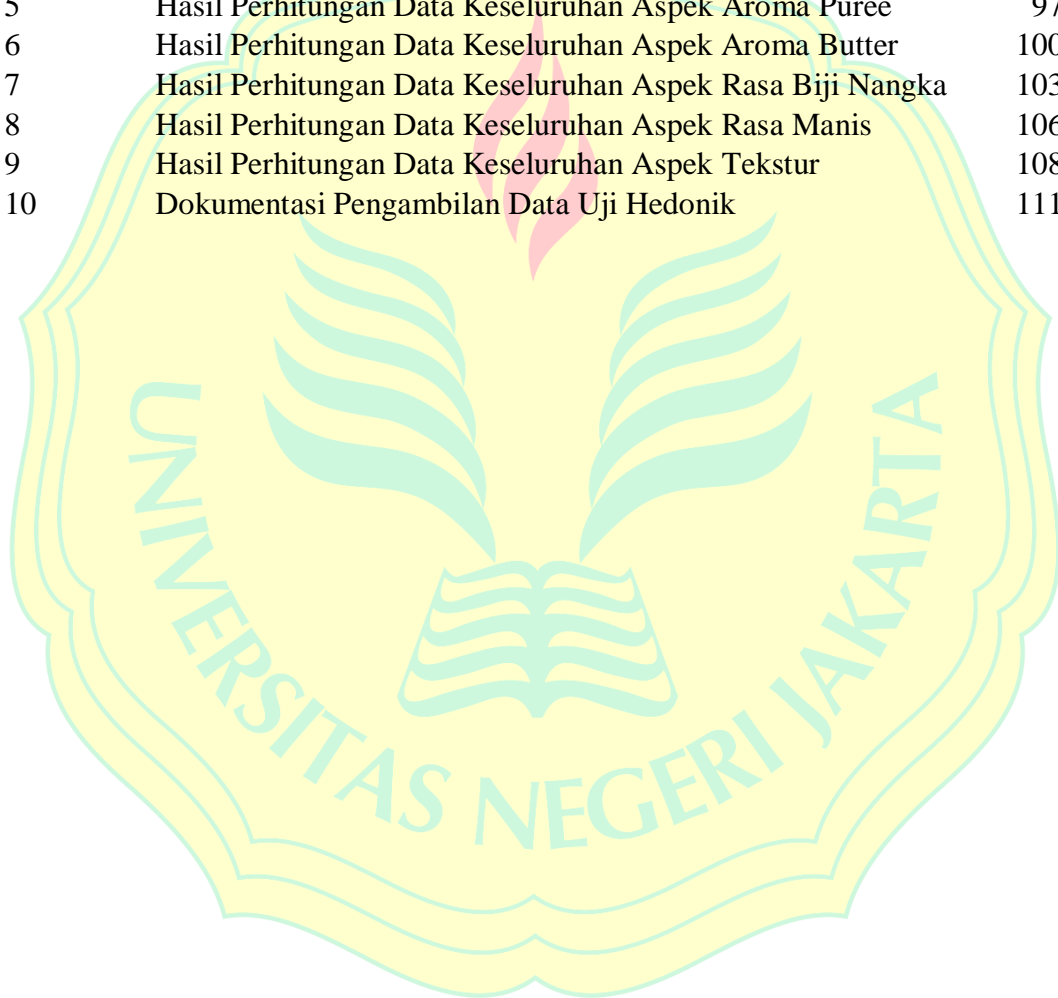 5 Hasil Perhitungan Data Keseluruhan Aspek Aroma Puree 97
6 Hasil Perhitungan Data Keseluruhan Aspek Aroma Butter 100
7 Hasil Perhitungan Data Keseluruhan Aspek Rasa Biji Nangka 103
8 Hasil Perhitungan Data Keseluruhan Aspek Rasa Manis 106
9 Hasil Perhitungan Data Keseluruhan Aspek Tekstur 108
10 Dokumentasi Pengambilan Data Uji Hedonik 111
UNIVERSITAS NEGERI JAKARTA